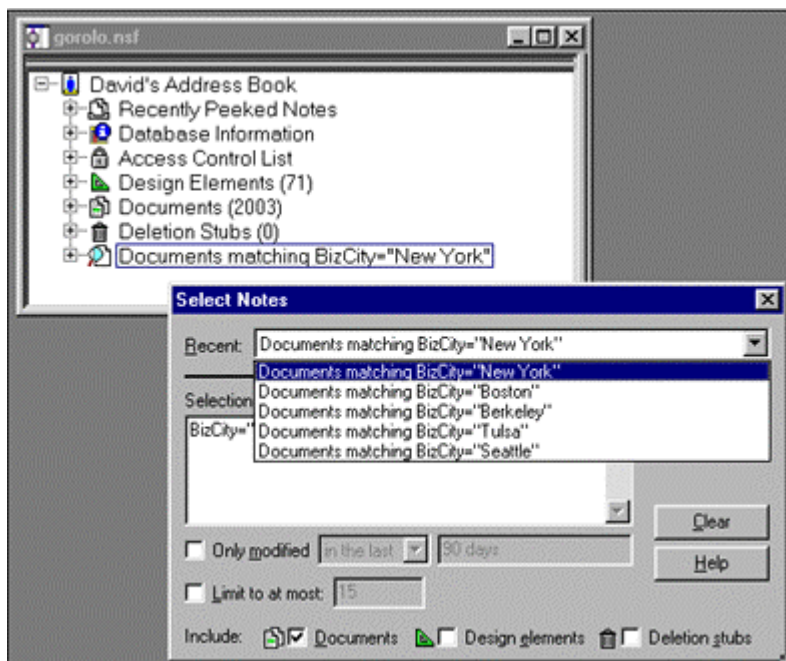 gorolo.nsf
David's Address Book
Recently Peeked Notes
Database Information
Access Control List
Design Elements (71)
Documents (2003)
Deletion Stubs (0)
Documents matching BizCity="New York"
Select Notes
Recent: Documents matching BizCity="New York"
Documents matching BizCity="New York"
Documents matching BizCity="Boston"
Documents matching BizCity="Berkeley"
Documents matching BizCity="Tulsa"
Documents matching BizCity="Seattle"
Selection
BizCity="
Clear
Only modified in the last 90 days
Help
Limit to at most: 15
Include: Documents Design elements Deletion stubs